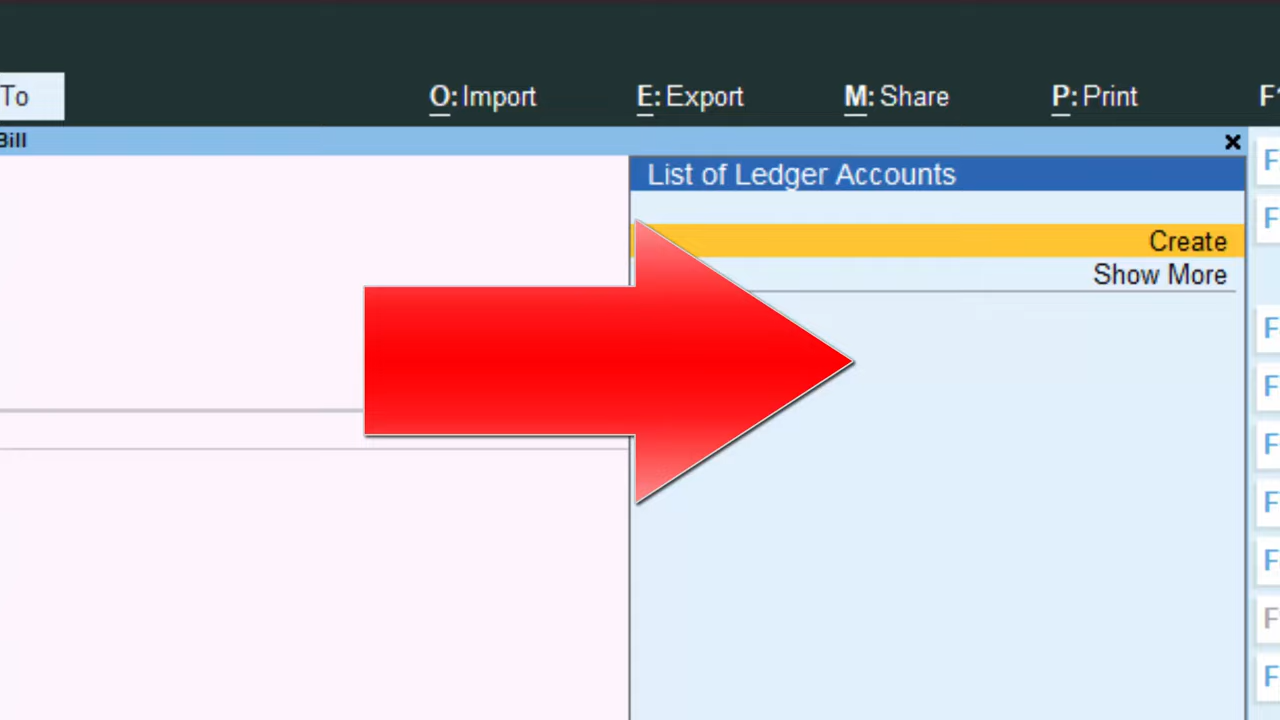 To
O: Import E: Export M: Share P: Print
Bill
List of Ledger Accounts
Create
Show More
F
F
F
F
F
F
F
F
F